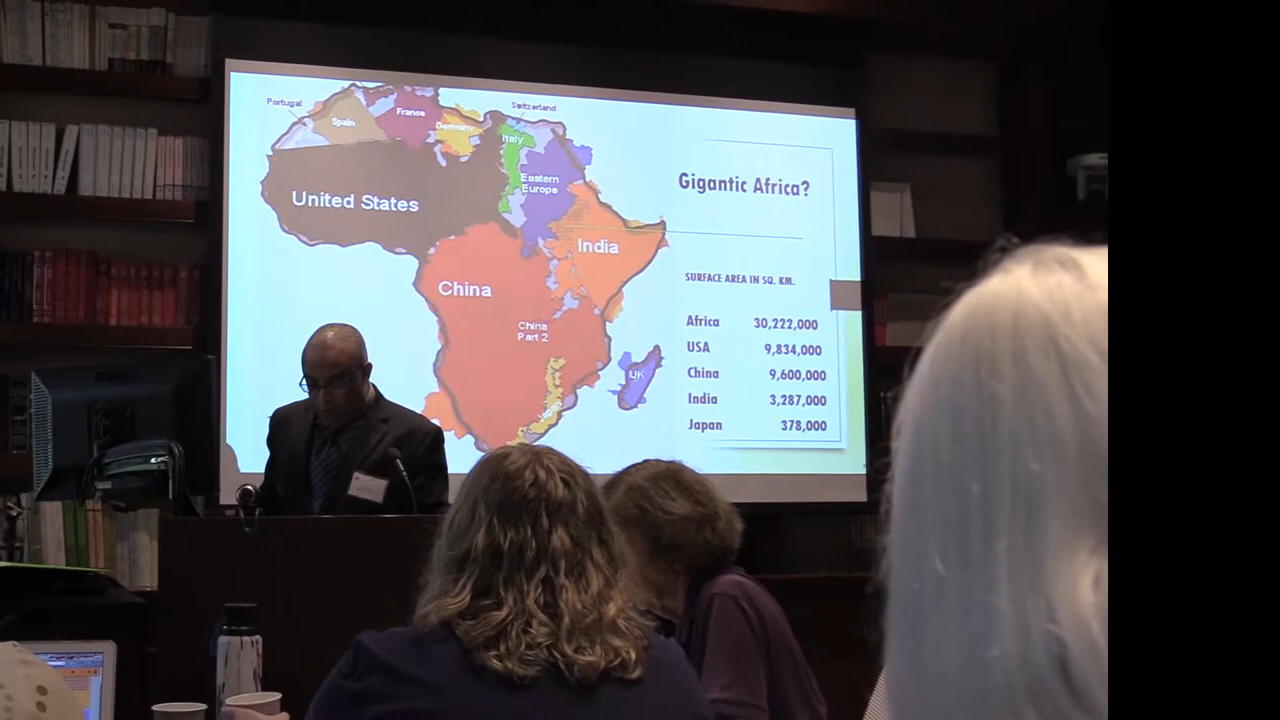 Portugal
Spain
France
Germany
Switzerland
Italy
Eastern
Europe
United States
India
China
China
Part 2
UK
Japan
Gigantic Africa?
SURFACE AREA IN SQ. KM.
Africa 30,222,000
USA 9,834,000
China 9,600,000
India 3,287,000
Japan 378,000